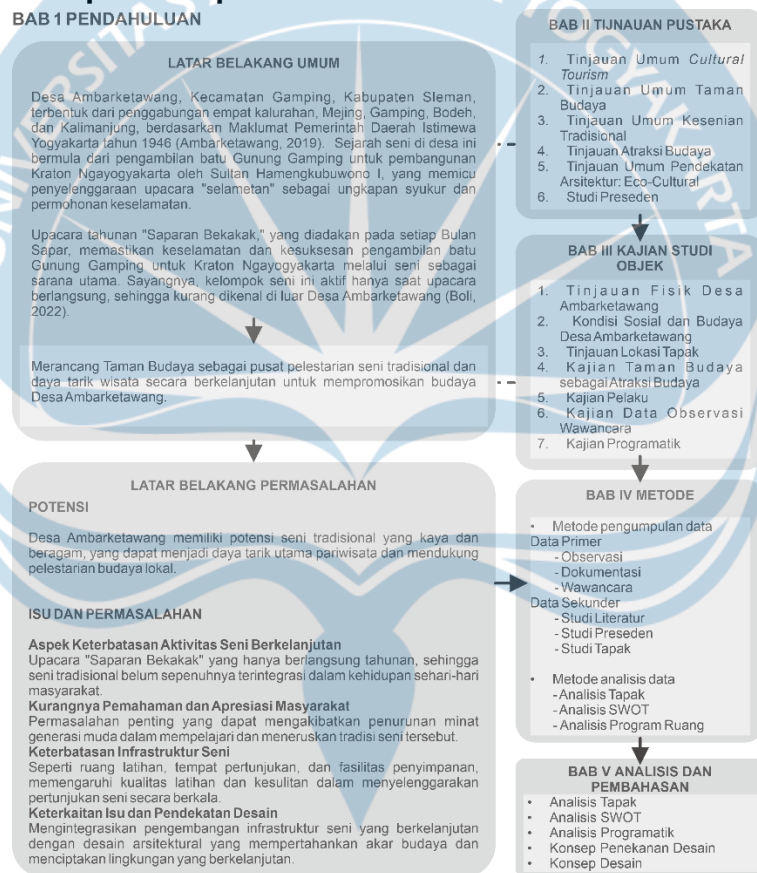 BAB 1 PENDAHULUAN
LATAR BELAKANG UMUM
Desa Ambarketawang, Kecamatan Gamping, Kabupaten Sleman,
terbentuk dari penggabungan empat kalurahan, Mejing, Gamping, Bodeh,
dan Kalimanjung, berdasarkan Maklumat Pemerintah Daerah Istimewa
Yogyakarta tahun 1946 (Ambarketawang, 2019). Sejarah seni di desa ini
bermula dari pengambilan batu Gunung Gamping untuk pembangunan
Kraton Ngayogyakarta oleh Sultan Hamengkubuwono I, yang memicu
penyelenggaraan upacara "selametan" sebagai ungkapan syukur dan
permohonan keselamatan.
Upacara tahunan "Saparan Bekakak," yang diadakan pada setiap Bulan
Sapar, memastikan keselamatan dan kesuksesan pengambilan batu
Gunung Gamping untuk Kraton Ngayogyakarta melalui seni sebagai
sarana utama. Sayangnya, kelompok seni ini aktif hanya saat upacara
berlangsung, sehingga kurang dikenal di luar Desa Ambarketawang (Boli,
2022).
Merancang Taman Budaya sebagai pusat pelestarian seni tradisional dan
daya tarik wisata secara berkelanjutan untuk mempromosikan budaya
Desa Ambarketawang.
LATAR BELAKANG PERMASALAHAN
POTENSI
Desa Ambarketawang memiliki potensi seni tradisional yang kaya dan
beragam, yang dapat menjadi daya tarik utama pariwisata dan mendukung
pelestarian budaya lokal.
ISU DAN PERMASALAHAN
Aspek Keterbatasan Aktivitas Seni Berkelanjutan
Upacara "Saparan Bekakak" yang hanya berlangsung tahunan, sehingga
seni tradisional belum sepenuhnya terintegrasi dalam kehidupan sehari-hari
masyarakat.
Kurangnya Pemahaman dan Apresiasi Masyarakat
Permasalahan penting yang dapat mengakibatkan penurunan minat
generasi muda dalam mempelajari dan meneruskan tradisi seni tersebut.
Keterbatasan Infrastruktur Seni
Seperti ruang latihan, tempat pertunjukan, dan fasilitas penyimpanan,
memengaruhi kualitas latihan dan kesulitan dalam menyelenggarakan
pertunjukan seni secara berkala.
Keterkaitan Isu dan Pendekatan Desain
Mengintegrasikan pengembangan infrastruktur seni yang berkelanjutan
dengan desain arsitektural yang mempertahankan akar budaya dan
menciptakan lingkungan yang berkelanjutan.
BAB II TIJNAUAN PUSTAKA
1. Tinjauan Umum Cultural
Tourism
2. Tinjauan Umum Taman
Budaya
3. Tinjauan Umum Kesenian
Tradisional
4. Tinjauan Atraksi Budaya
5. Tinjauan Umum Pendekatan
Arsitektur: Eco-Cultural
6. Studi Preseden
BAB III KAJIAN STUDI
OBJEK
1. Tinjauan Fisik Desa
Ambarketawang
2. Kondisi Sosial dan Budaya
Desa Ambarketawang
3. Tinjauan Lokasi Tapak
4. Kajian Taman Budaya
sebagai Atraksi Budaya
5. Kajian Pelaku
6. Kajian Data Observasi
Wawancara
7. Kajian Programatik
BAB IV METODE
• Metode pengumpulan data
Data Primer
- Observasi
- Dokumentasi
- Wawancara
Data Sekunder
- Studi Literatur
- Studi Preseden
- Studi Tapak
• Metode analisis data
- Analisis Tapak
- Analisis SWOT
- Analisis Program Ruang
BAB V ANALISIS DAN
PEMBAHASAN
• Analisis Tapak
• Analisis SWOT
• Analisis Programatik
• Konsep Penekanan Desain
• Konsep Desain